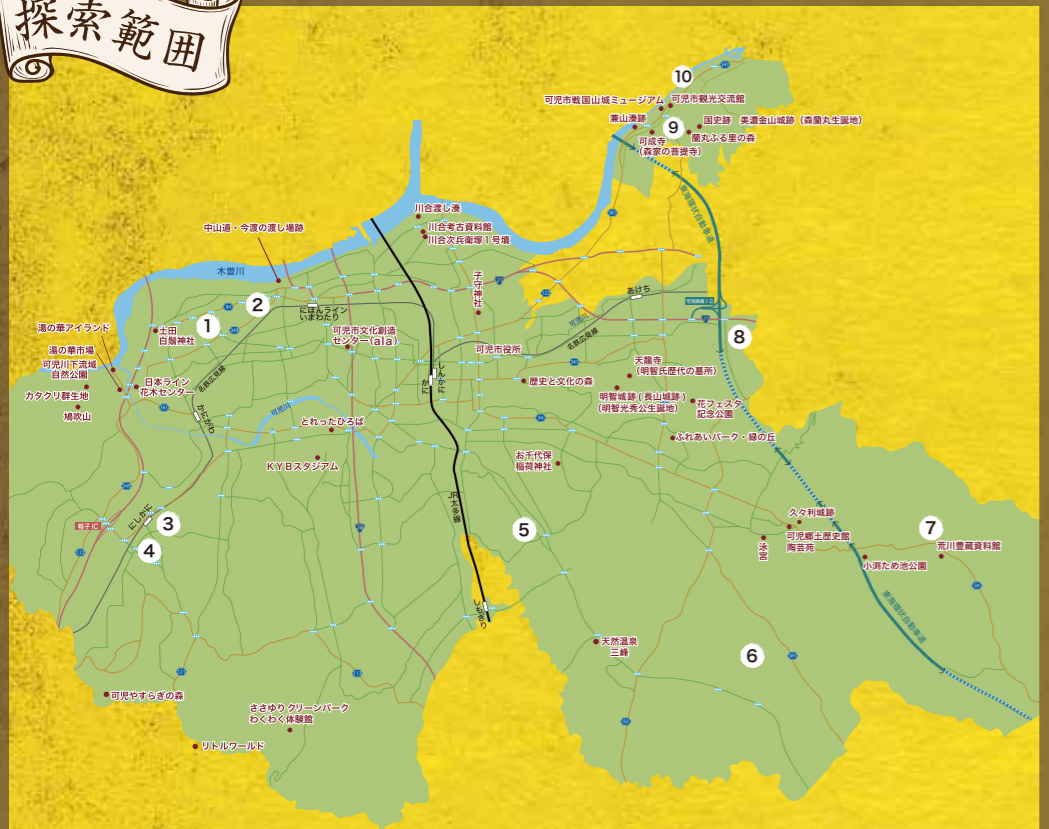 探索範囲
10
可児市戦国山城ミュージアム
可児市観光交流館
兼山湊跡
9
国史跡 美濃金山城跡（森蘭丸生誕地）
可成寺
（森家の菩提寺）
蘭丸ふる里の森
東海環状自動車道
川合渡し湊
川合考古資料館
川合次兵衛塚1号墳
中山道・今渡の渡し場跡
木曽川
子守神社
あけち
可児川
名鉄広見線
2
にほんライン
いまわたり
1
土田
白鬚神社
湯の華アイランド
湯の華市場
可児川下流域
自然公園
カタクリ群生地
鳩吹山
日本ライン
花木センター
名鉄広見線
かにがわ
可児市文化創造
センター(ala)
可児市役所
しんかに
かに
歴史と文化の森
天龍寺
（明智氏歴代の墓所）
明智城跡(長山城跡)
（明智光秀公生誕地）
花フェスタ
記念公園
8
ふれあいパーク・緑の丘
可児川
とれったひろば
KYBスタジアム
お千代保
稲荷神社
JR太多線
にしかに
3
4
5
久々利城跡
可児郷土歴史館
陶芸苑
泳宮
7
荒川豊蔵資料館
小渕ため池公園
東海環状自動車道
天然温泉
三峰
6
可児やすらぎの森
ささゆりクリーンパーク
わくわく体験館
リトルワールド